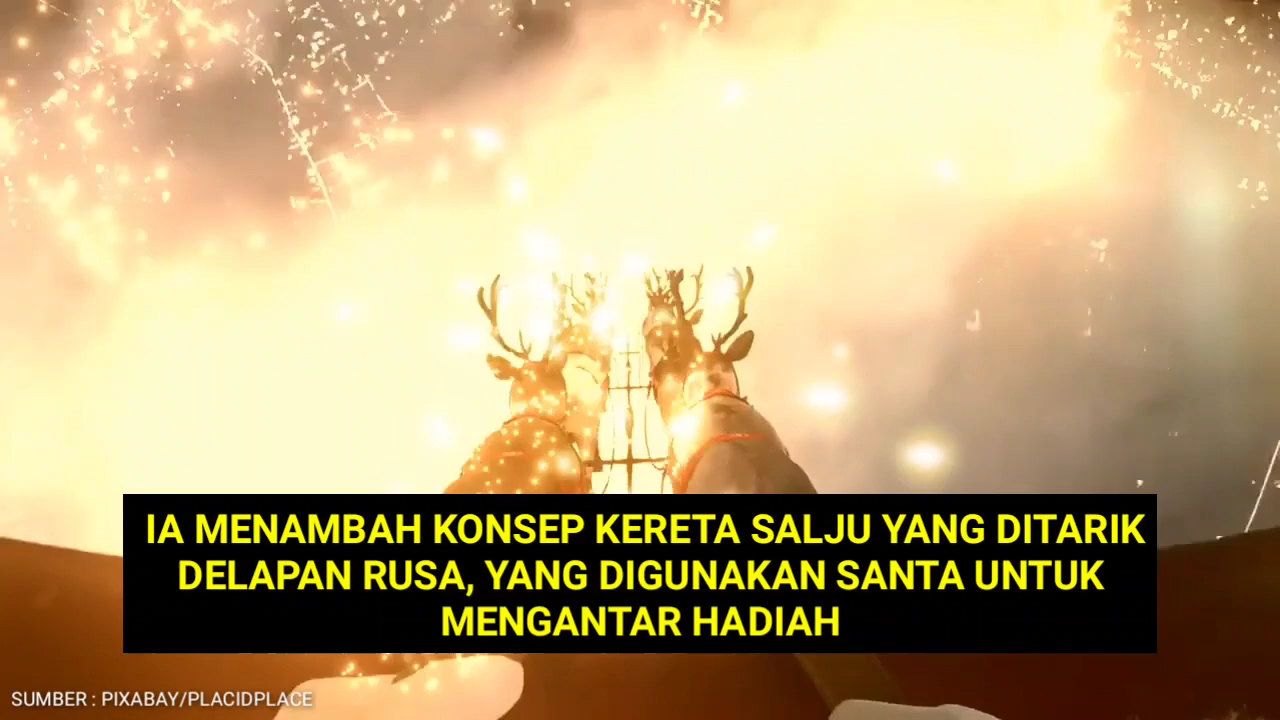 IA MENAMBAH KONSEP KERETA SALJU YANG DITARIK
DELAPAN RUSA, YANG DIGUNAKAN SANTA UNTUK
MENGANTAR HADIAH
SUMBER : PIXABAY/PLACIDPLACE